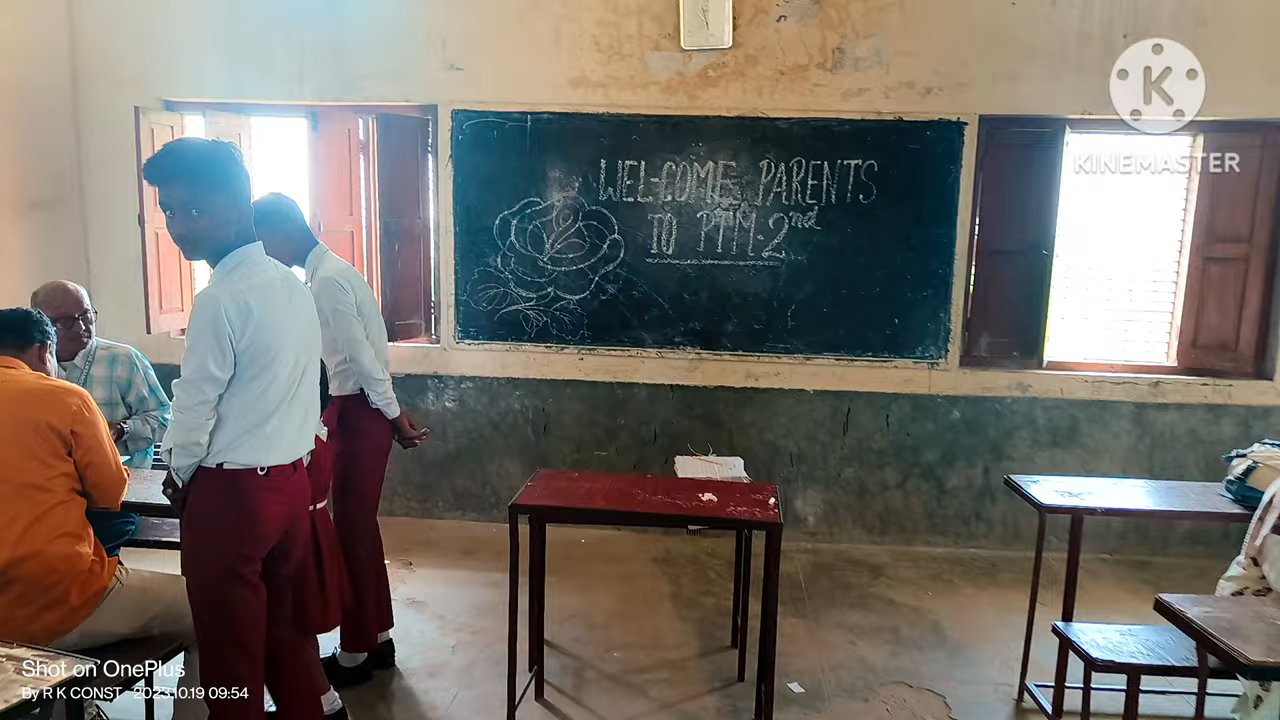 KINEMASTER
WEL-COME, PARENTS
TO PTM-2nd
Shot on OnePlus
By R K CONST 2023.10.19 09:54